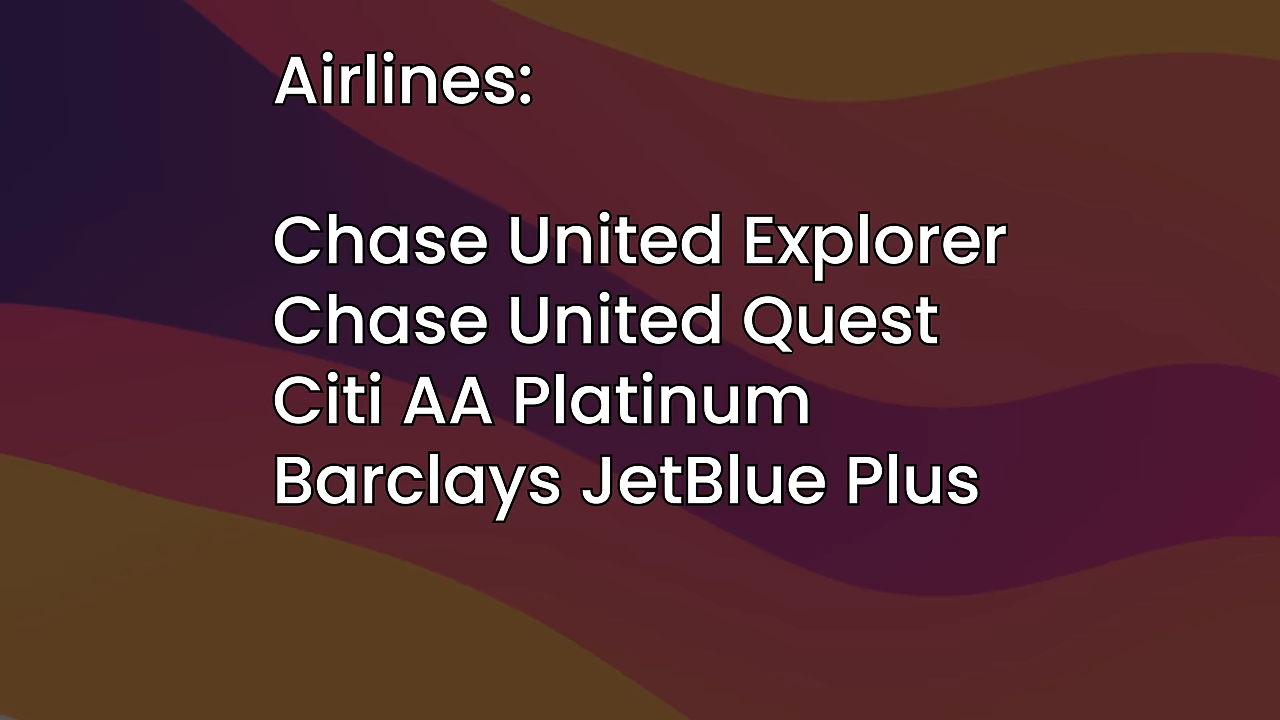 Airlines:
Chase United Explorer
Chase United Quest
Citi AA Platinum
Barclays JetBlue Plus